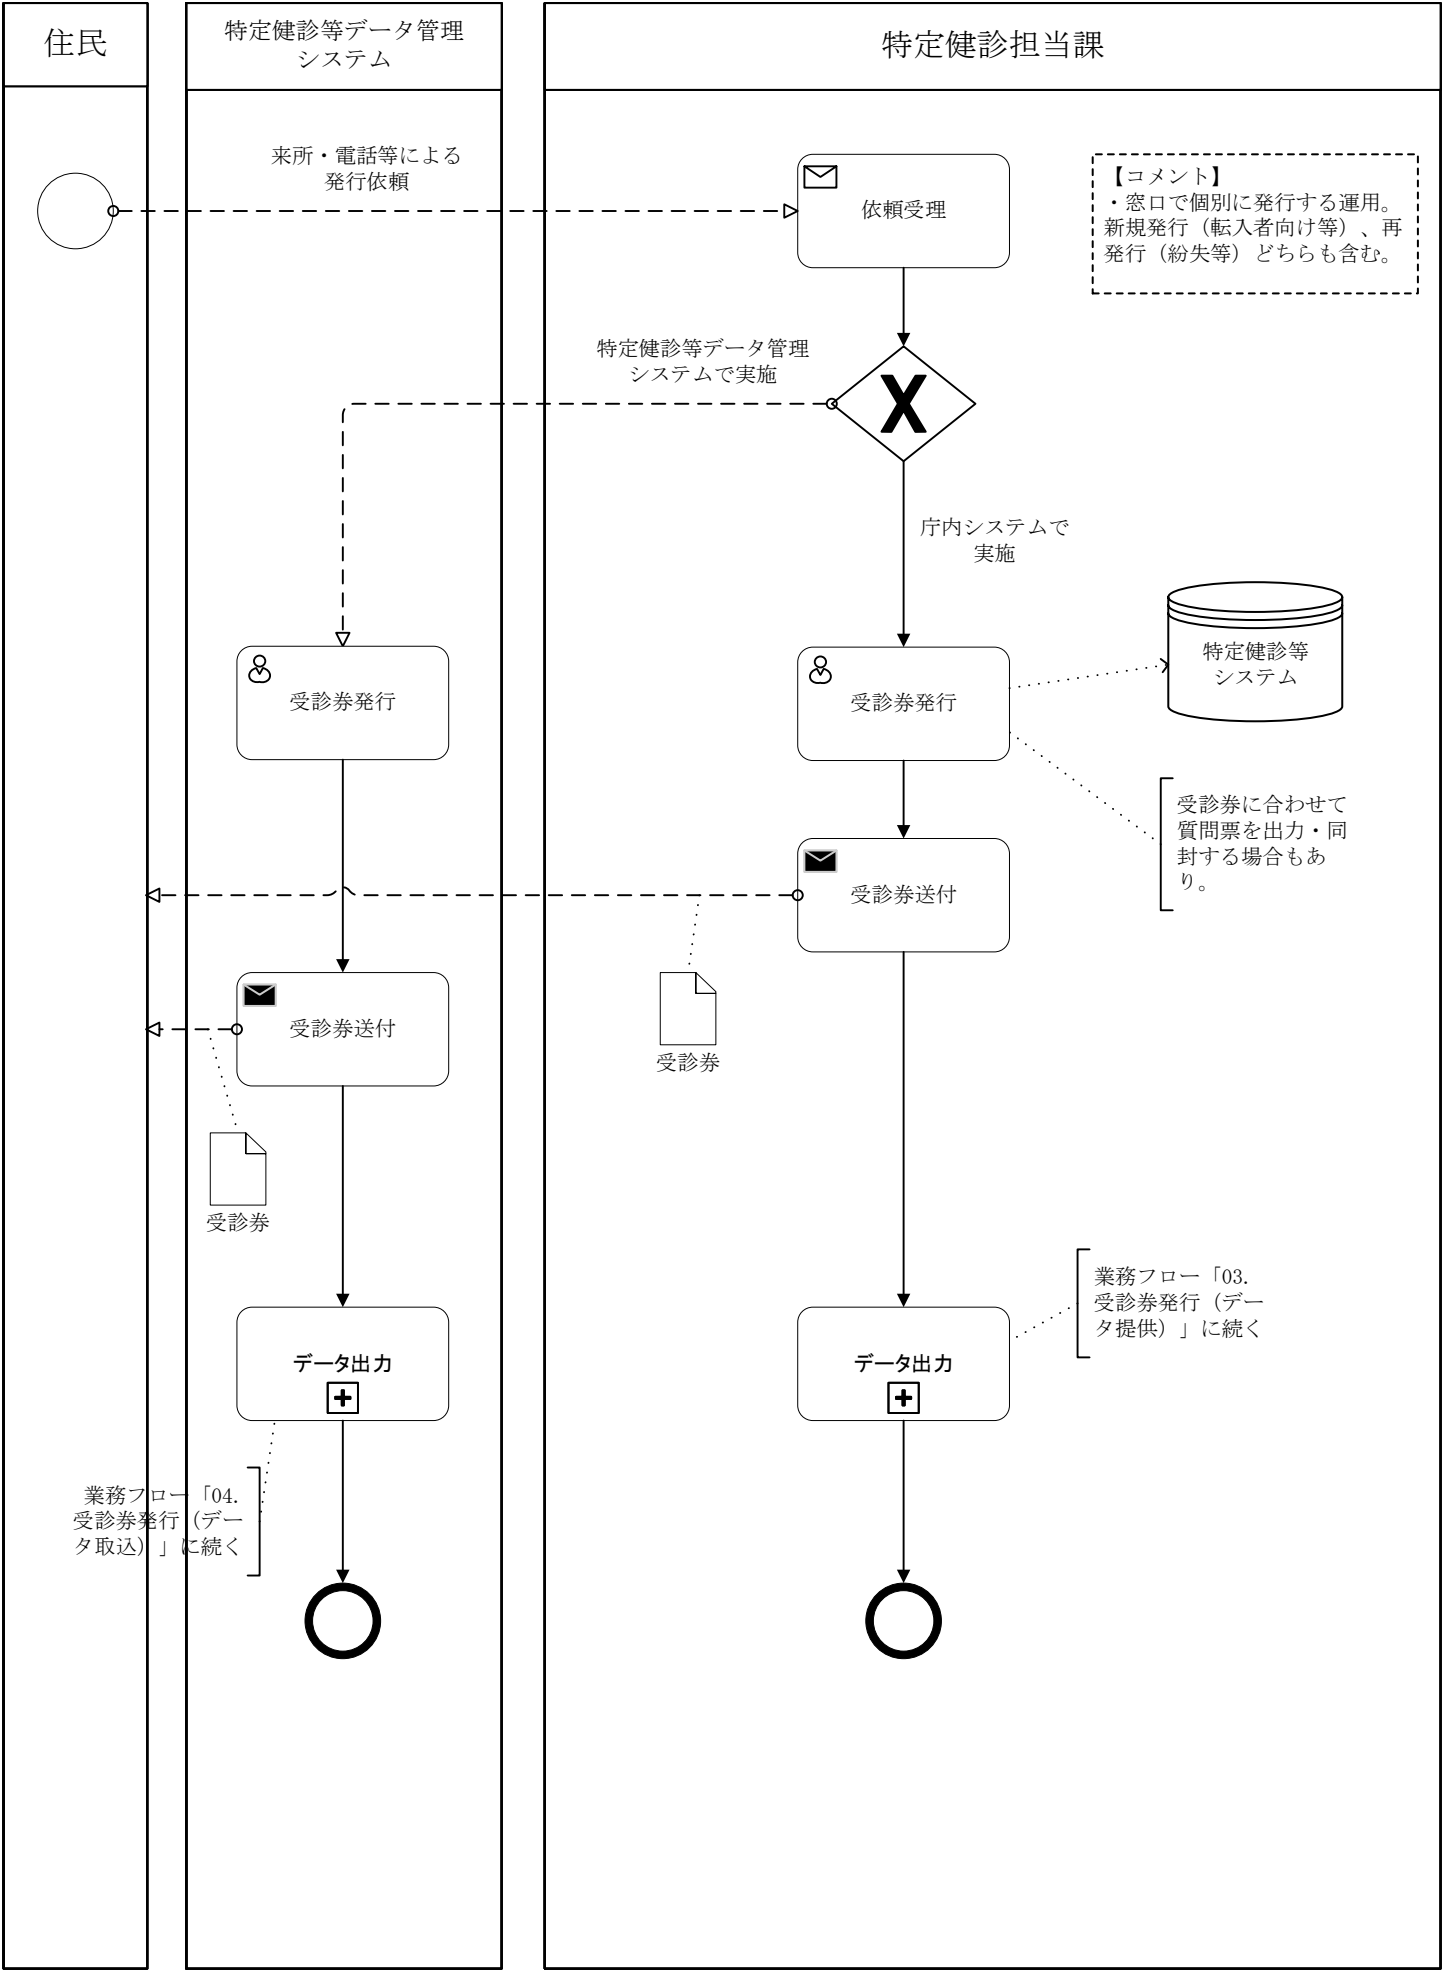 住民
特定健診等データ管理
システム
特定健診担当課
来所・電話等による
発行依頼
依頼受理
【コメント】
・窓口で個別に発行する運用。
新規発行（転入者向け等）、再
発行（紛失等）どちらも含む。
特定健診等データ管理
システムで実施
X
庁内システムで
実施
受診券発行
受診券発行
特定健診等
システム
受診券に合わせて
質問票を出力・同
封する場合もあ
り。
受診券送付
受診券送付
受診券
受診券
業務フロー「03.
受診券発行（デー
タ提供）」に続く
データ出力
データ出力
業務フロー「04.
受診券発行（デー
タ取込）」に続く